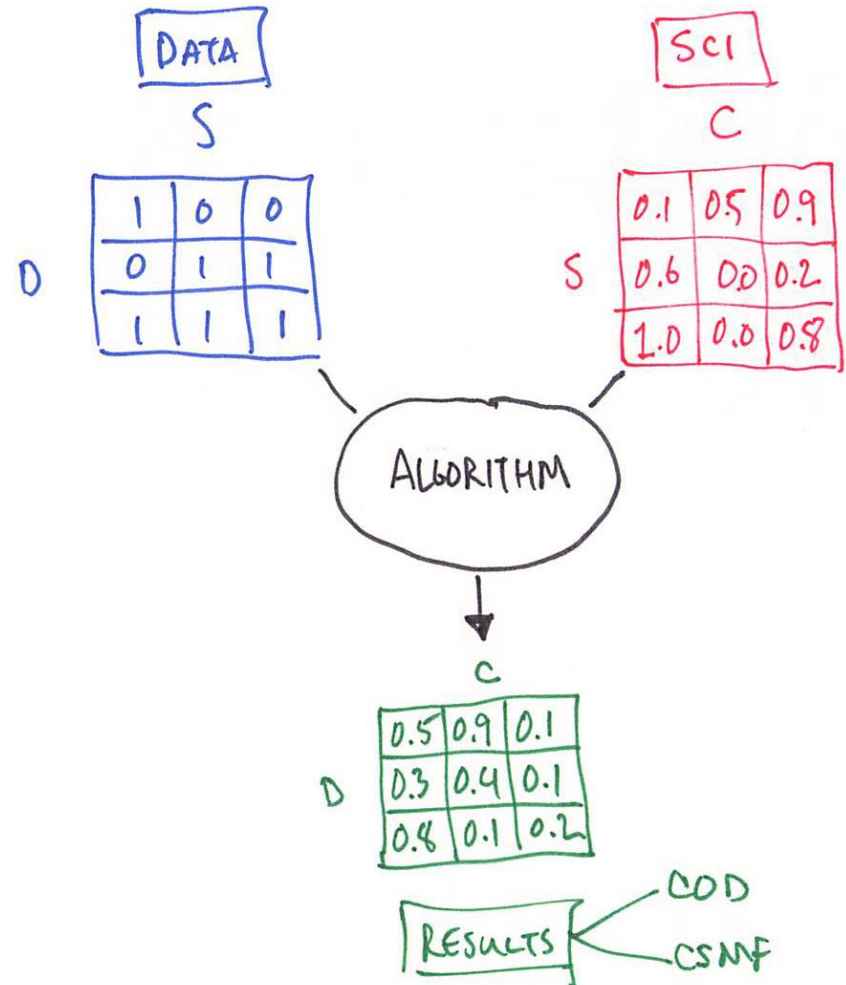 DATA
S
D
1 0 0
0 1 1
1 1 1
SCI
C
S
0.1 0.5 0.9
0.6 0.0 0.2
1.0 0.0 0.8
ALGORITHM
C
D
0.5 0.9 0.1
0.3 0.4 0.1
0.8 0.1 0.2
RESULTS
COD
CSMF